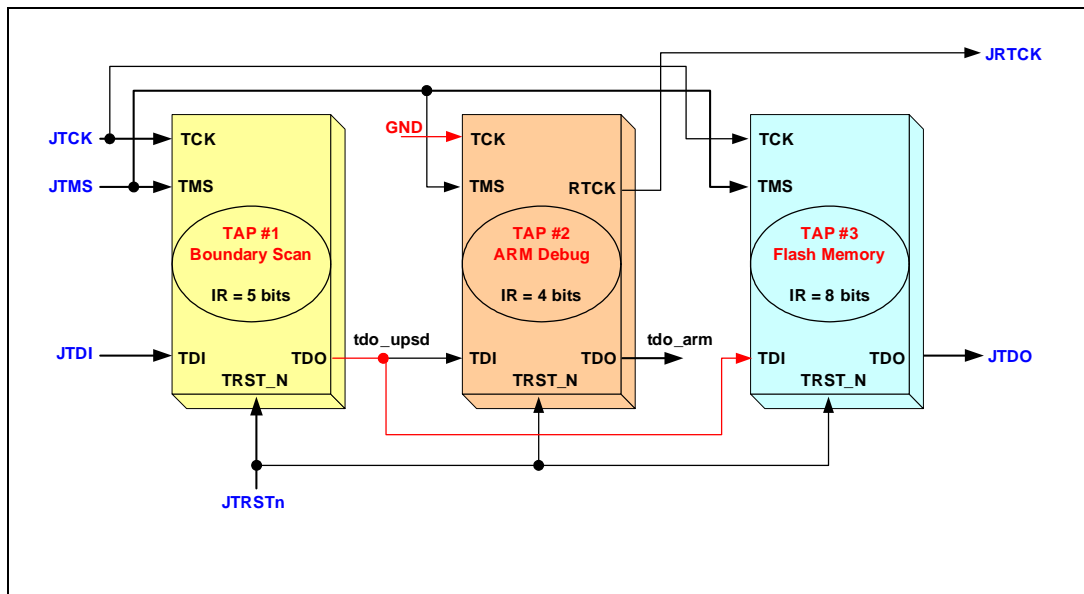 JRTCK
JTCK
TCK
GND
TCK
TCK
JTMS
TMS
TMS
RTCK
TMS
TAP #1
Boundary Scan
IR = 5 bits
TAP #2
ARM Debug
IR = 4 bits
TAP #3
Flash Memory
IR = 8 bits
JTDI
TDI
TDO
tdo_upsd
TDI
TDO
tdo_arm
TDI
TDO
JTDO
TRST_N
TRST_N
TRST_N
JTRSTn